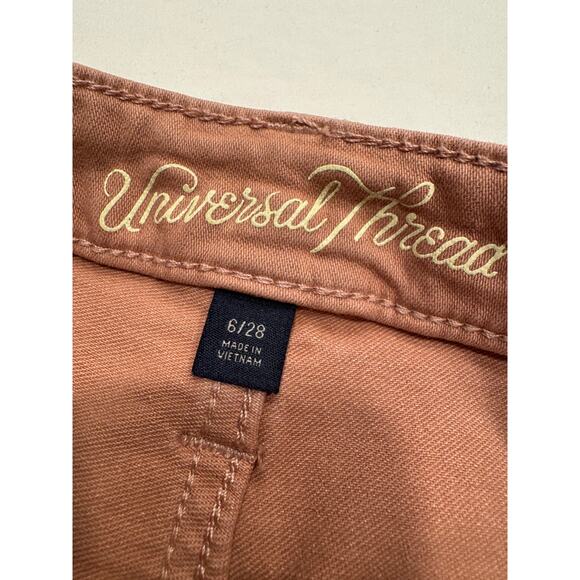 Universal Thread
6/28
MADE IN
VIETNAM